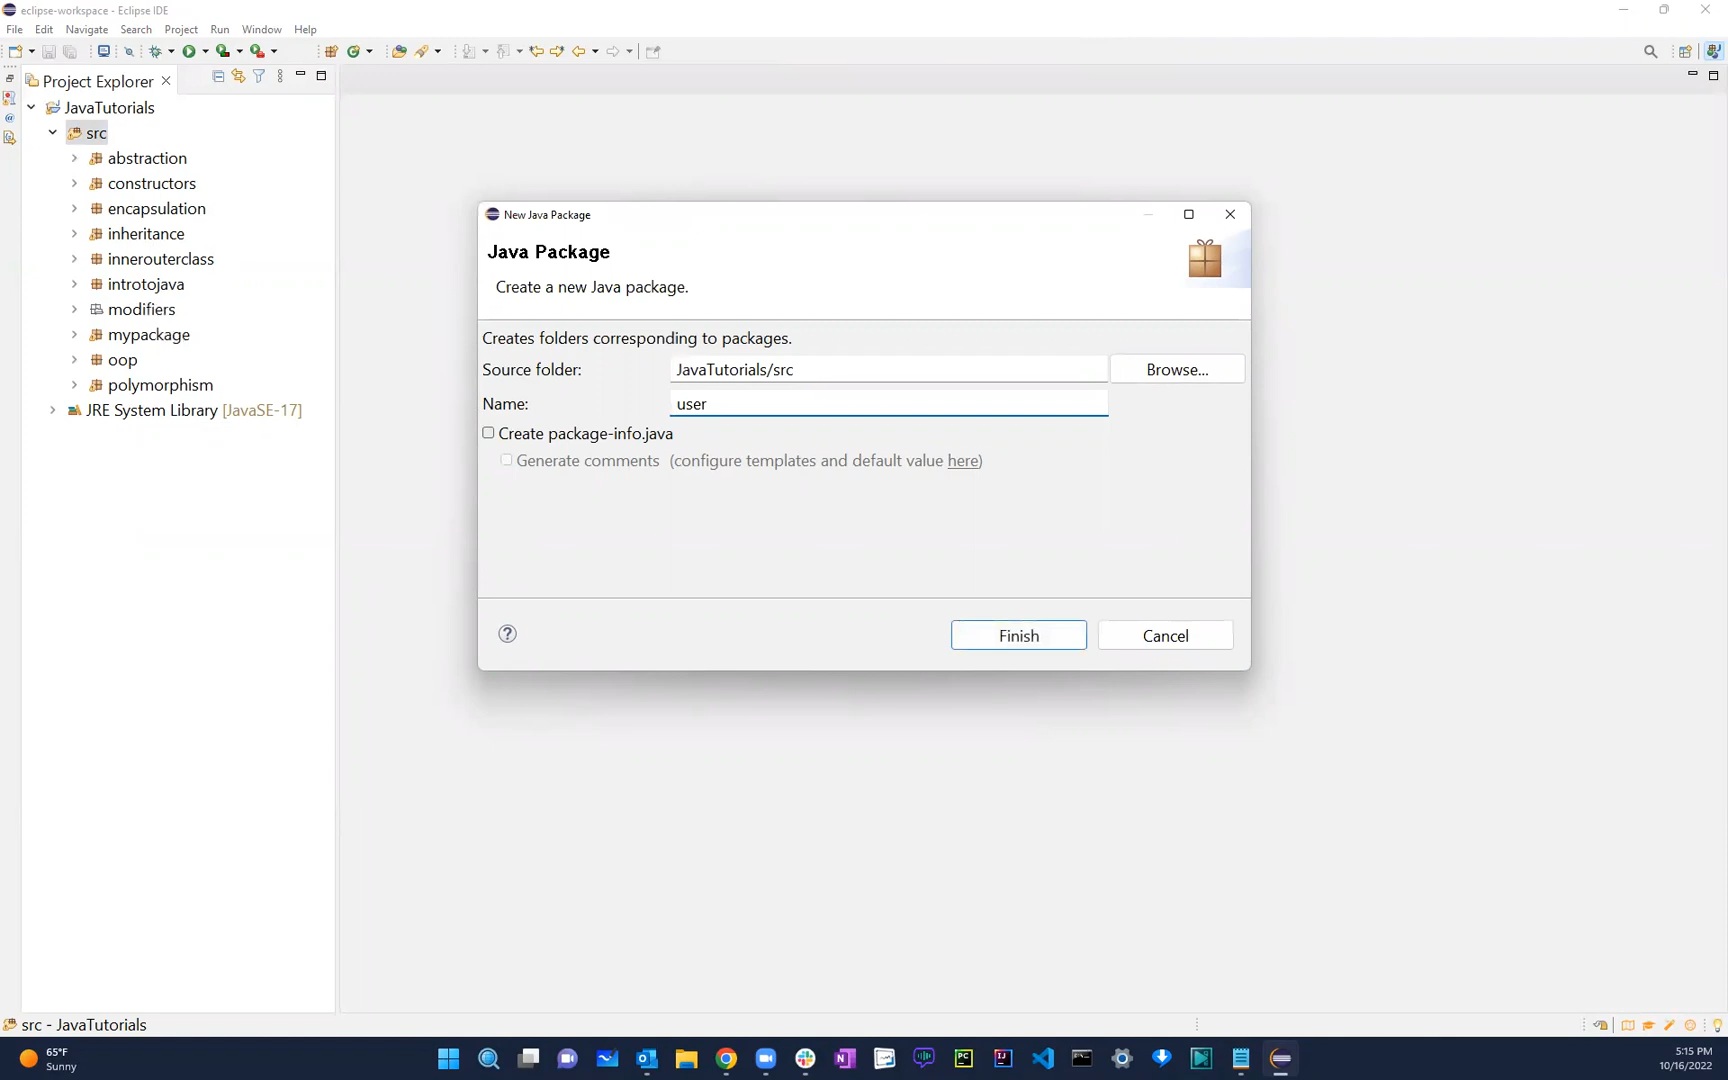 eclipse-workspace - Eclipse IDE
File Edit Navigate Search Project Run Window Help
Project Explorer
JavaTutorials
src
abstraction
constructors
encapsulation
inheritance
innerouterclass
introtojava
modifiers
mypackage
oop
polymorphism
JRE System Library [JavaSE-17]
New Java Package
Java Package
Create a new Java package.
Creates folders corresponding to packages.
Source folder: JavaTutorials/src Browse...
Name: user
Create package-info.java
Generate comments (configure templates and default value here)
? Finish Cancel
src - JavaTutorials
65°F
Sunny
5:15 PM
10/16/2022